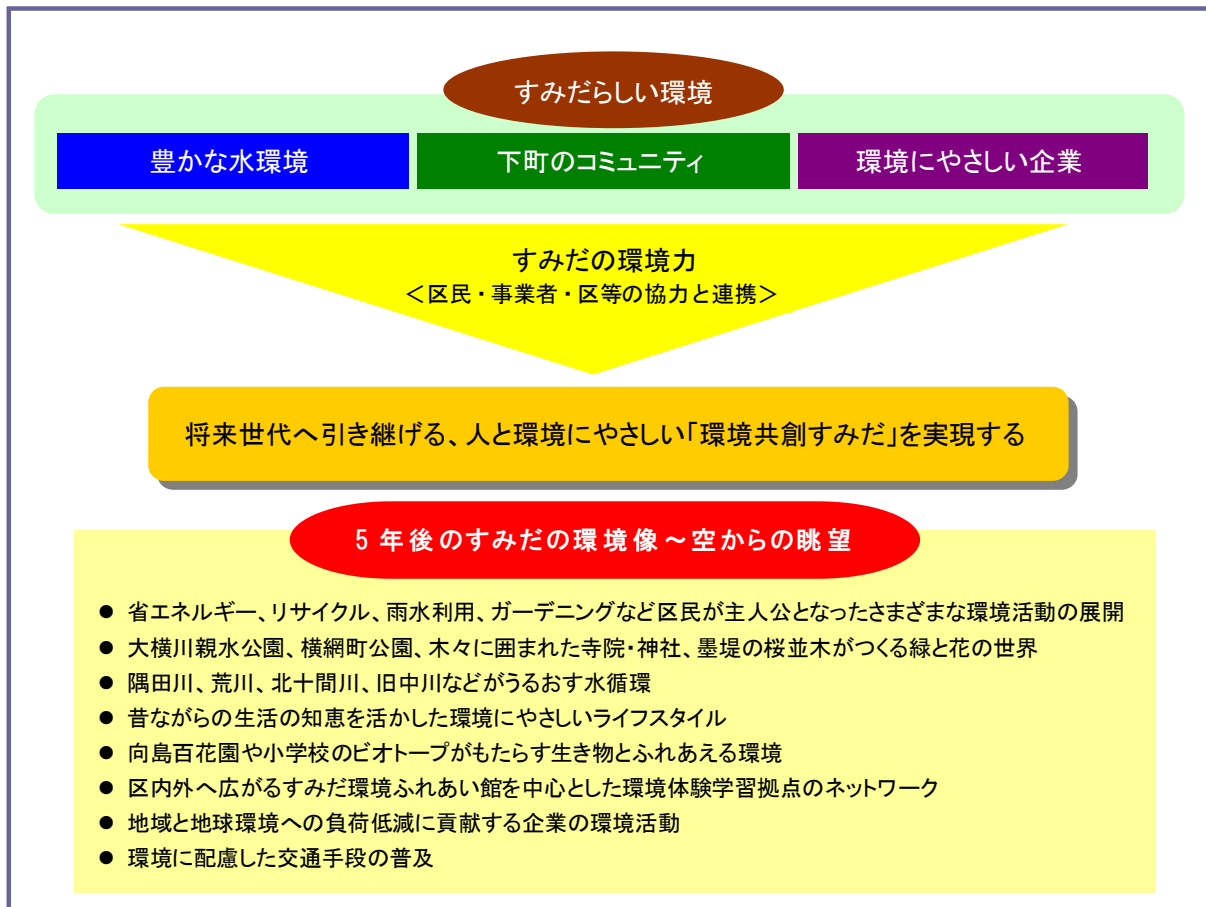 すみだらしい環境
豊かな水環境
下町のコミュニティ
環境にやさしい企業
すみだの環境力
＜区民・事業者・区等の協力と連携＞
将来世代へ引き継げる、人と環境にやさしい「環境共創すみだ」を実現する
5年後のすみだの環境像～空からの眺望
● 省エネルギー、リサイクル、雨水利用、ガーデニングなど区民が主人公となったさまざまな環境活動の展開
● 大横川親水公園、横網町公園、木々に囲まれた寺院・神社、墨堤の桜並木がつくる緑と花の世界
● 隅田川、荒川、北十間川、旧中川などがうるおす水循環
● 昔ながらの生活の知恵を活かした環境にやさしいライフスタイル
● 向島百花園や小学校のビオトープがもたらす生き物とふれあえる環境
● 区内外へ広がるすみだ環境ふれあい館を中心とした環境体験学習拠点のネットワーク
● 地域と地球環境への負荷低減に貢献する企業の環境活動
● 環境に配慮した交通手段の普及